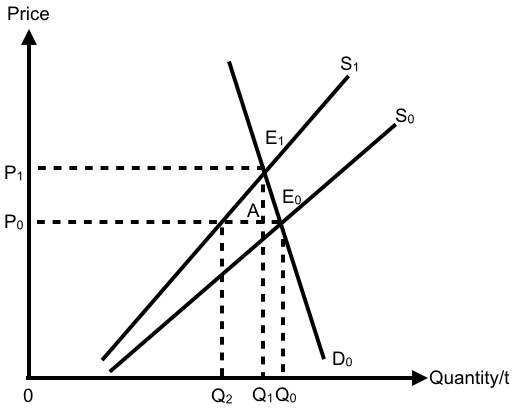 Price
S₁
S₀
E₁
P₁
E₀
A
P₀
D₀
Quantity/t
0
Q₂
Q₁
Q₀